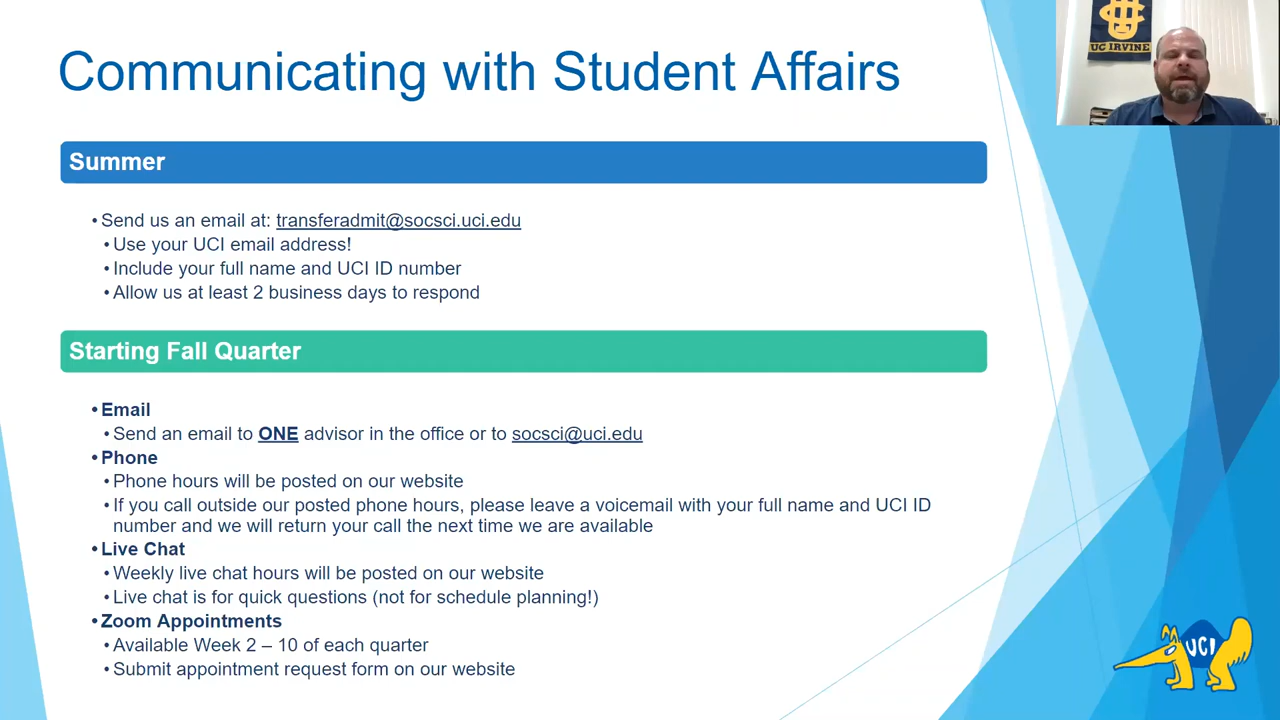 Communicating with Student Affairs
UC IRVINE
Summer
• Send us an email at: transferadmit@socsci.uci.edu
• Use your UCI email address!
• Include your full name and UCI ID number
• Allow us at least 2 business days to respond
Starting Fall Quarter
• Email
• Send an email to ONE advisor in the office or to socsci@uci.edu
• Phone
• Phone hours will be posted on our website
• If you call outside our posted phone hours, please leave a voicemail with your full name and UCI ID
number and we will return your call the next time we are available
• Live Chat
• Weekly live chat hours will be posted on our website
• Live chat is for quick questions (not for schedule planning!)
• Zoom Appointments
• Available Week 2 – 10 of each quarter
• Submit appointment request form on our website
UCI